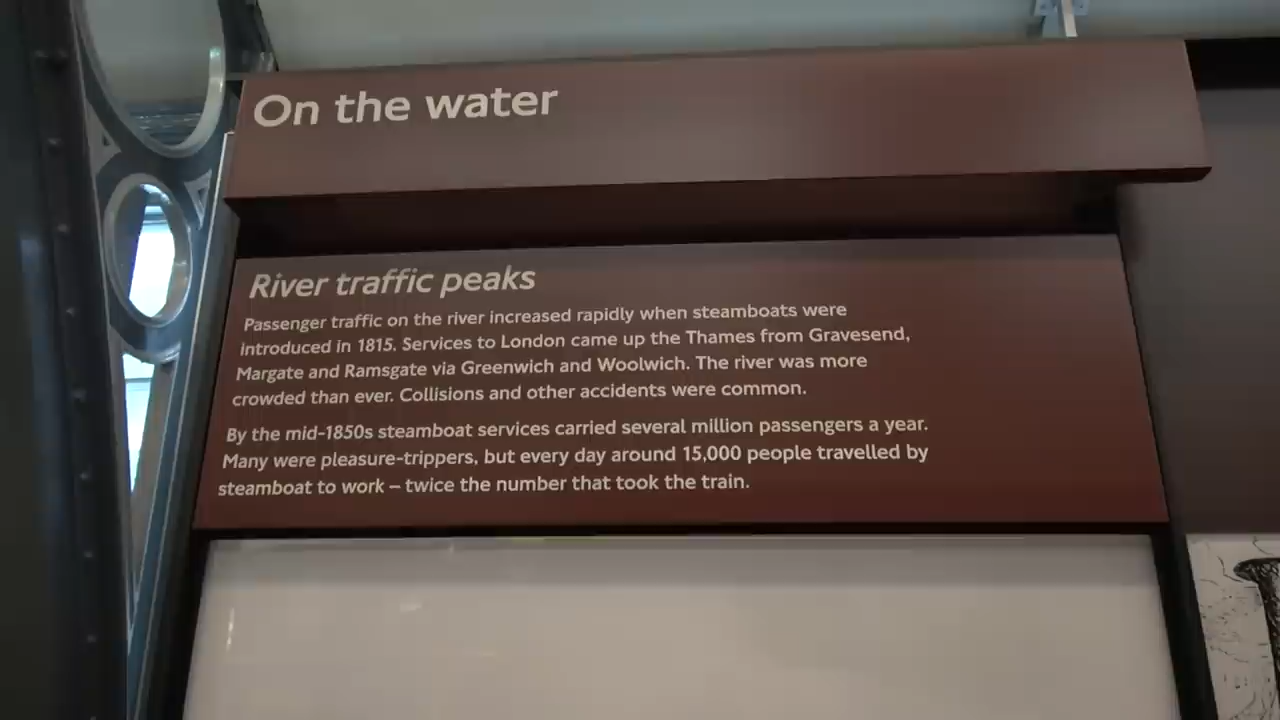 On the water
River traffic peaks
Passenger traffic on the river increased rapidly when steamboats were
introduced in 1815. Services to London came up the Thames from Gravesend,
Margate and Ramsgate via Greenwich and Woolwich. The river was more
crowded than ever. Collisions and other accidents were common.
By the mid-1850s steamboat services carried several million passengers a year.
Many were pleasure-trippers, but every day around 15,000 people travelled by
steamboat to work – twice the number that took the train.